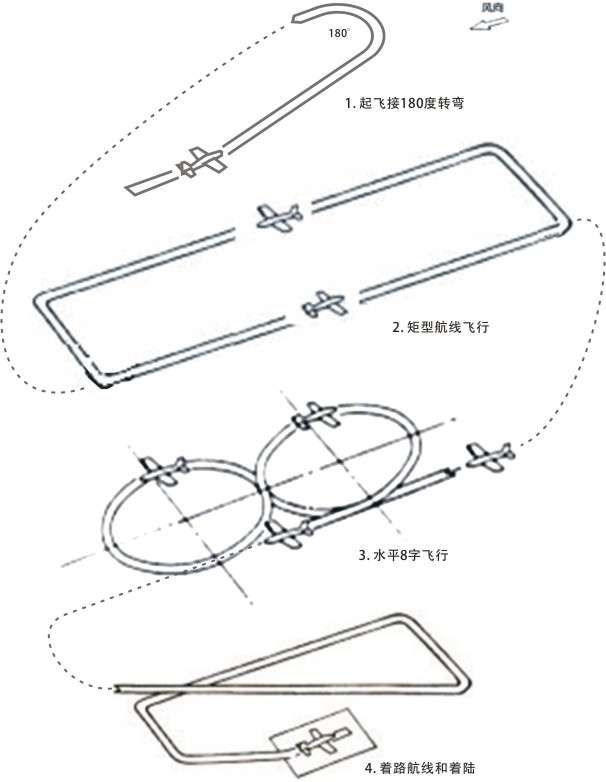 风向
180°
1. 起飞接180度转弯
2. 矩型航线飞行
3. 水平8字飞行
4. 着路航线和着陆